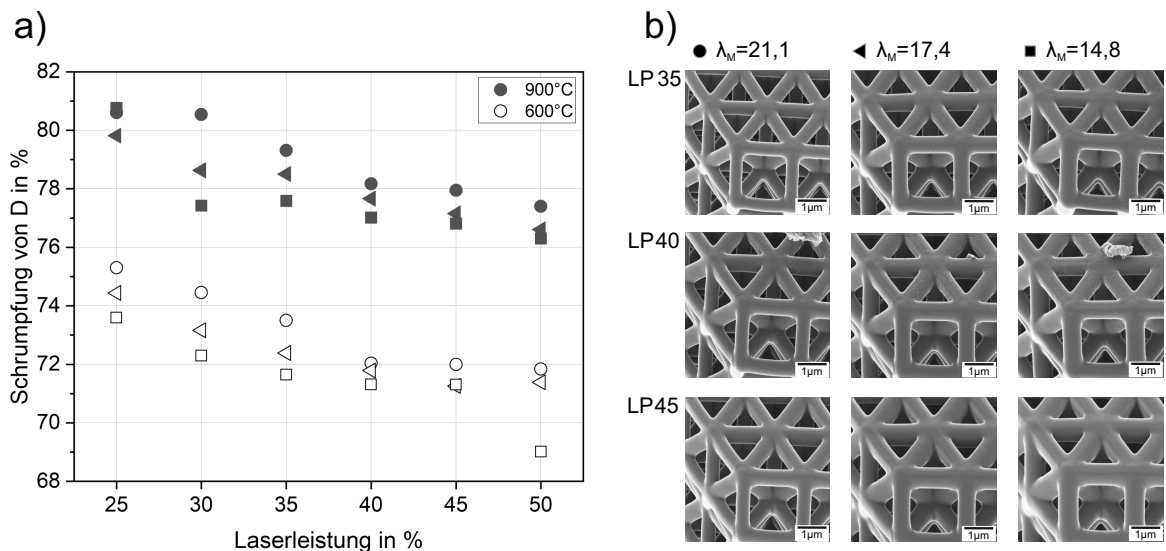 a)
Schrumpfung von D in %
82
80
78
76
74
72
70
68
25 30 35 40 45 50
Laserleistung in %
900°C
600°C
b)
λM=21,1 λM=17,4 λM=14,8
LP35
1µm 1µm 1µm
LP40
1µm 1µm 1µm
LP45
1µm 1µm 1µm